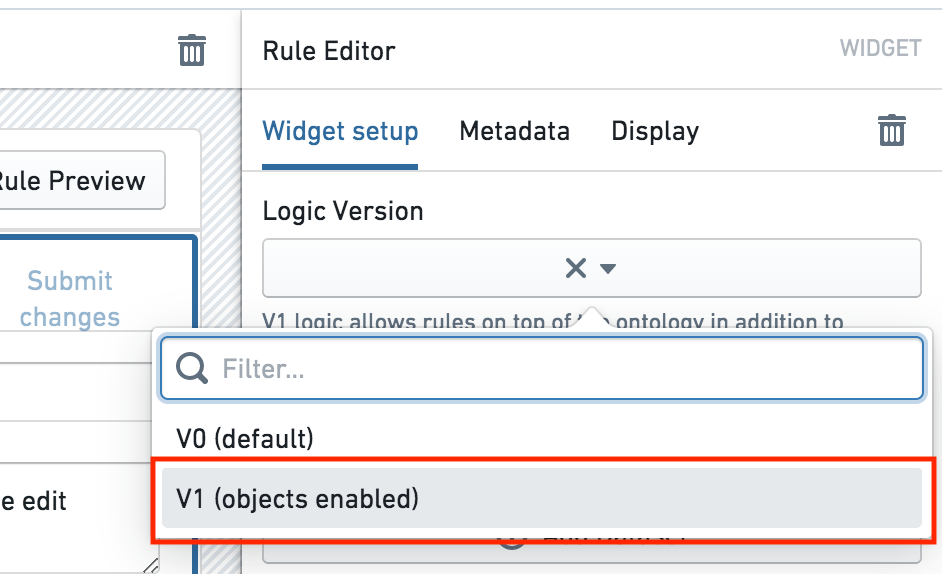 Rule Editor
WIDGET
Widget setup
Metadata
Display
Rule Preview
Logic Version
Submit
changes
V1 logic allows rules on top of the ontology in addition to
Filter...
V0 (default)
V1 (objects enabled)
e edit